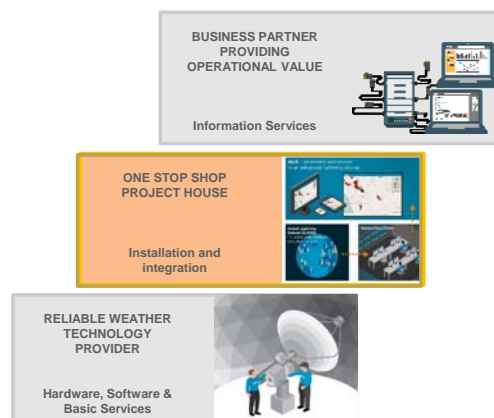 BUSINESS PARTNER
PROVIDING
OPERATIONAL VALUE
Information Services
ONE STOP SHOP
PROJECT HOUSE
Installation and
integration
RELIABLE WEATHER
TECHNOLOGY
PROVIDER
Hardware, Software &
Basic Services